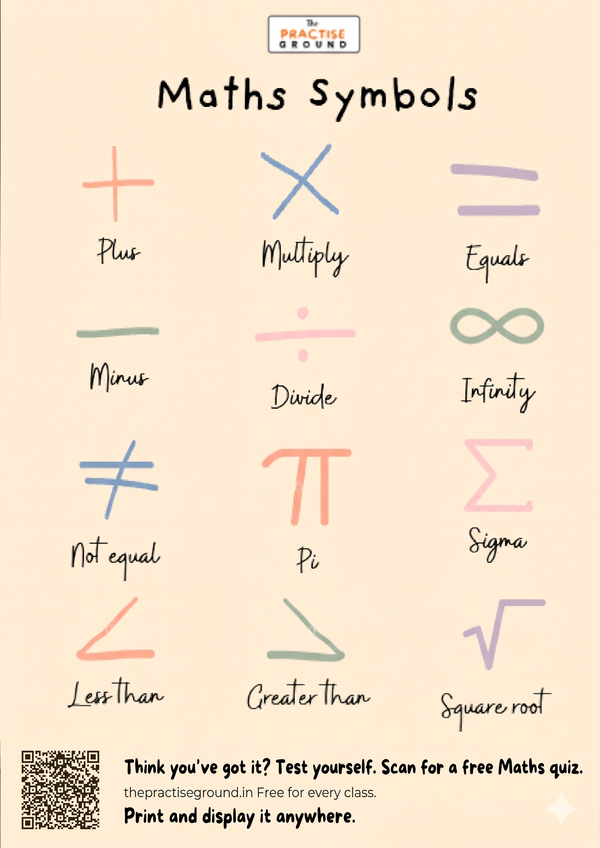 The
PRACTISE
GROUND
Maths Symbols
+ × =
Plus Multiply Equals
− ÷ ∞
Minus Divide Infinity
≠ π Σ
Not equal Pi Sigma
∠ ⦣ √
Less than Greater than Square root
Think you've got it? Test yourself. Scan for a free Maths quiz.
thepractiseground.in Free for every class.
Print and display it anywhere.